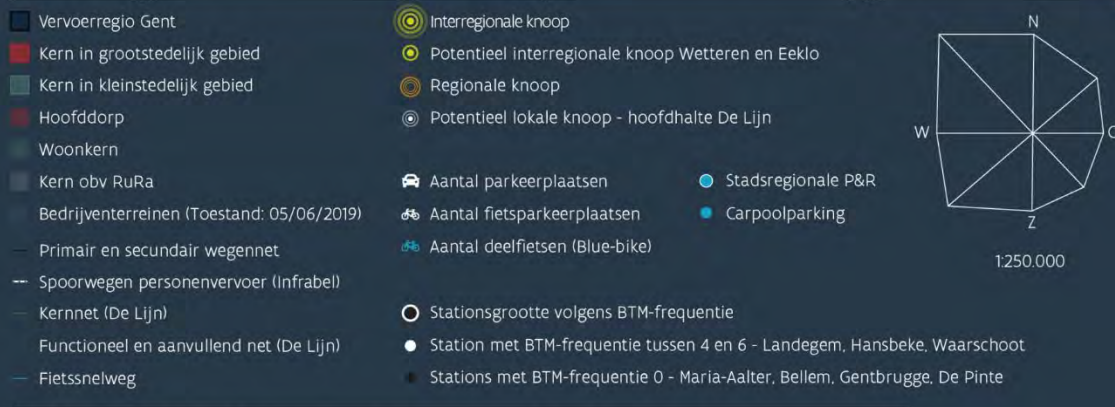 Vervoerregio Gent
Kern in grootstedelijk gebied
Kern in kleinstedelijk gebied
Hoofddorp
Woonkern
Kern obv RuRa
Bedrijventerreinen (Toestand: 05/06/2019)
Primair en secundair wegennet
Spoorwegen personenvervoer (Infrabel)
Kernnet (De Lijn)
Functioneel en aanvullend net (De Lijn)
Fietssnelweg
Interregionale knoop
Potentieel interregionale knoop Wetteren en Eeklo
Regionale knoop
Potentieel lokale knoop - hoofdhalte De Lijn
Aantal parkeerplaatsen
Aantal fietsparkeerplaatsen
Aantal deelfietsen (Blue-bike)
Stadsregionale P&R
Carpoolparking
Stationsgrootte volgens BTM-frequentie
Station met BTM-frequentie tussen 4 en 6 - Landegem, Hansbeke, Waarschoot
Stations met BTM-frequentie 0 - Maria-Aalter, Bellem, Gentbrugge, De Pinte
N
W
Z
1:250.000